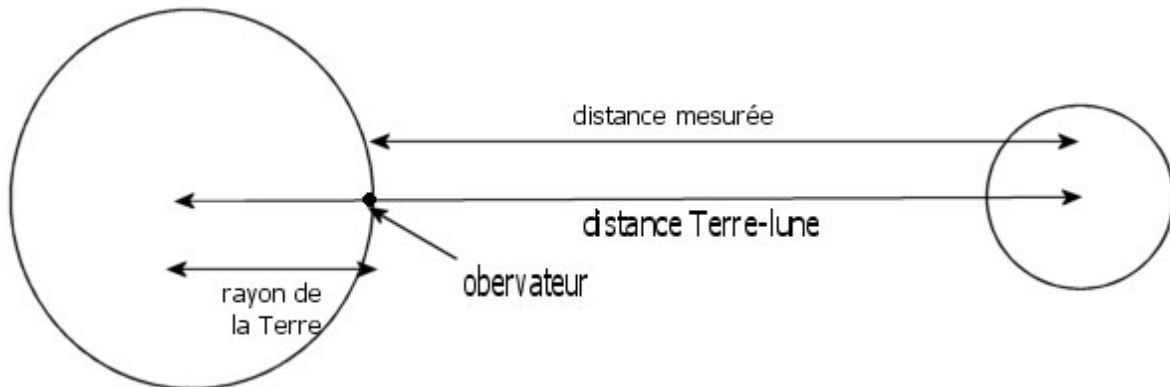 distance mesurée
distance Terre-lune
obervateur
rayon de
la Terre